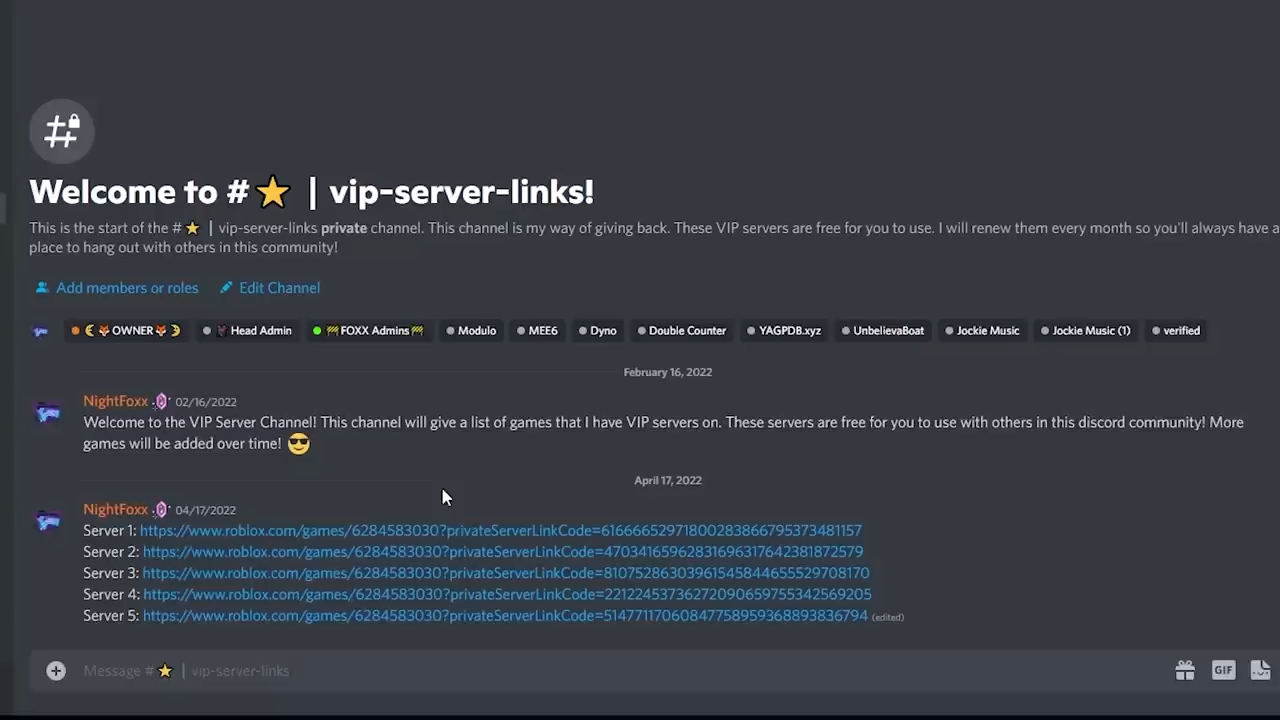 Welcome to #⭐ | vip-server-links!
This is the start of the #⭐ | vip-server-links private channel. This channel is my way of giving back. These VIP servers are free for you to use. I will renew them every month so you'll always have a
place to hang out with others in this community!
Add members or roles Edit Channel
🌜🦊OWNER🦊🌛 Head Admin 🚧FOXX Admins🚧 Modulo MEE6 Dyno Double Counter YAGPDB.xyz UnbelievaBoat Jockie Music Jockie Music (1) verified
February 16, 2022
NightFoxx 02/16/2022
Welcome to the VIP Server Channel! This channel will give a list of games that I have VIP servers on. These servers are free for you to use with others in this discord community! More
games will be added over time! 😎
April 17, 2022
NightFoxx 04/17/2022
Server 1: https://www.roblox.com/games/6284583030?privateServerLinkCode=61666652971800283866795373481157
Server 2: https://www.roblox.com/games/6284583030?privateServerLinkCode=47034165962831696317642381872579
Server 3: https://www.roblox.com/games/6284583030?privateServerLinkCode=81075286303961545844655529708170
Server 4: https://www.roblox.com/games/6284583030?privateServerLinkCode=22122453736272090659755342569205
Server 5: https://www.roblox.com/games/6284583030?privateServerLinkCode=51477117060847758959368893836794 (edited)
Message #⭐ | vip-server-links
GIF